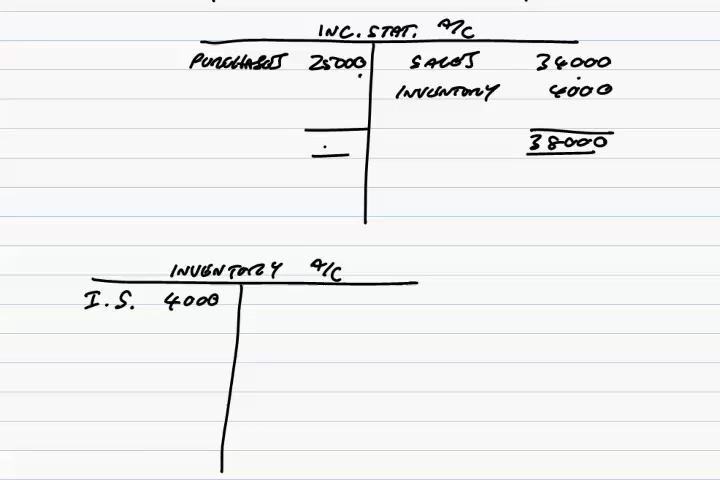 INC. STAT. A/C
PURCHASES 25000 SALES 34000
INVENTORY 4000
38000
INVENTORY A/C
I.S. 4000